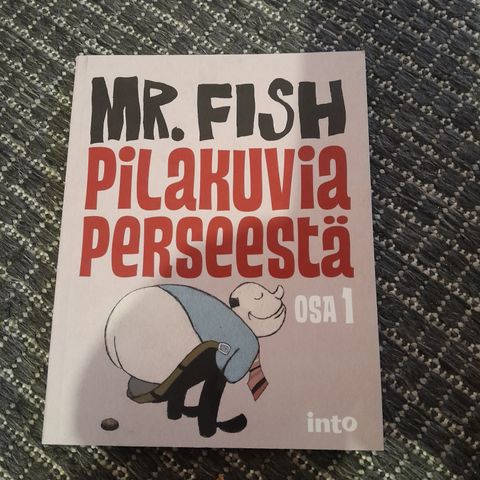 MR. FISH
PiLAKUViA
PERSEESTÄ
OSA 1
into